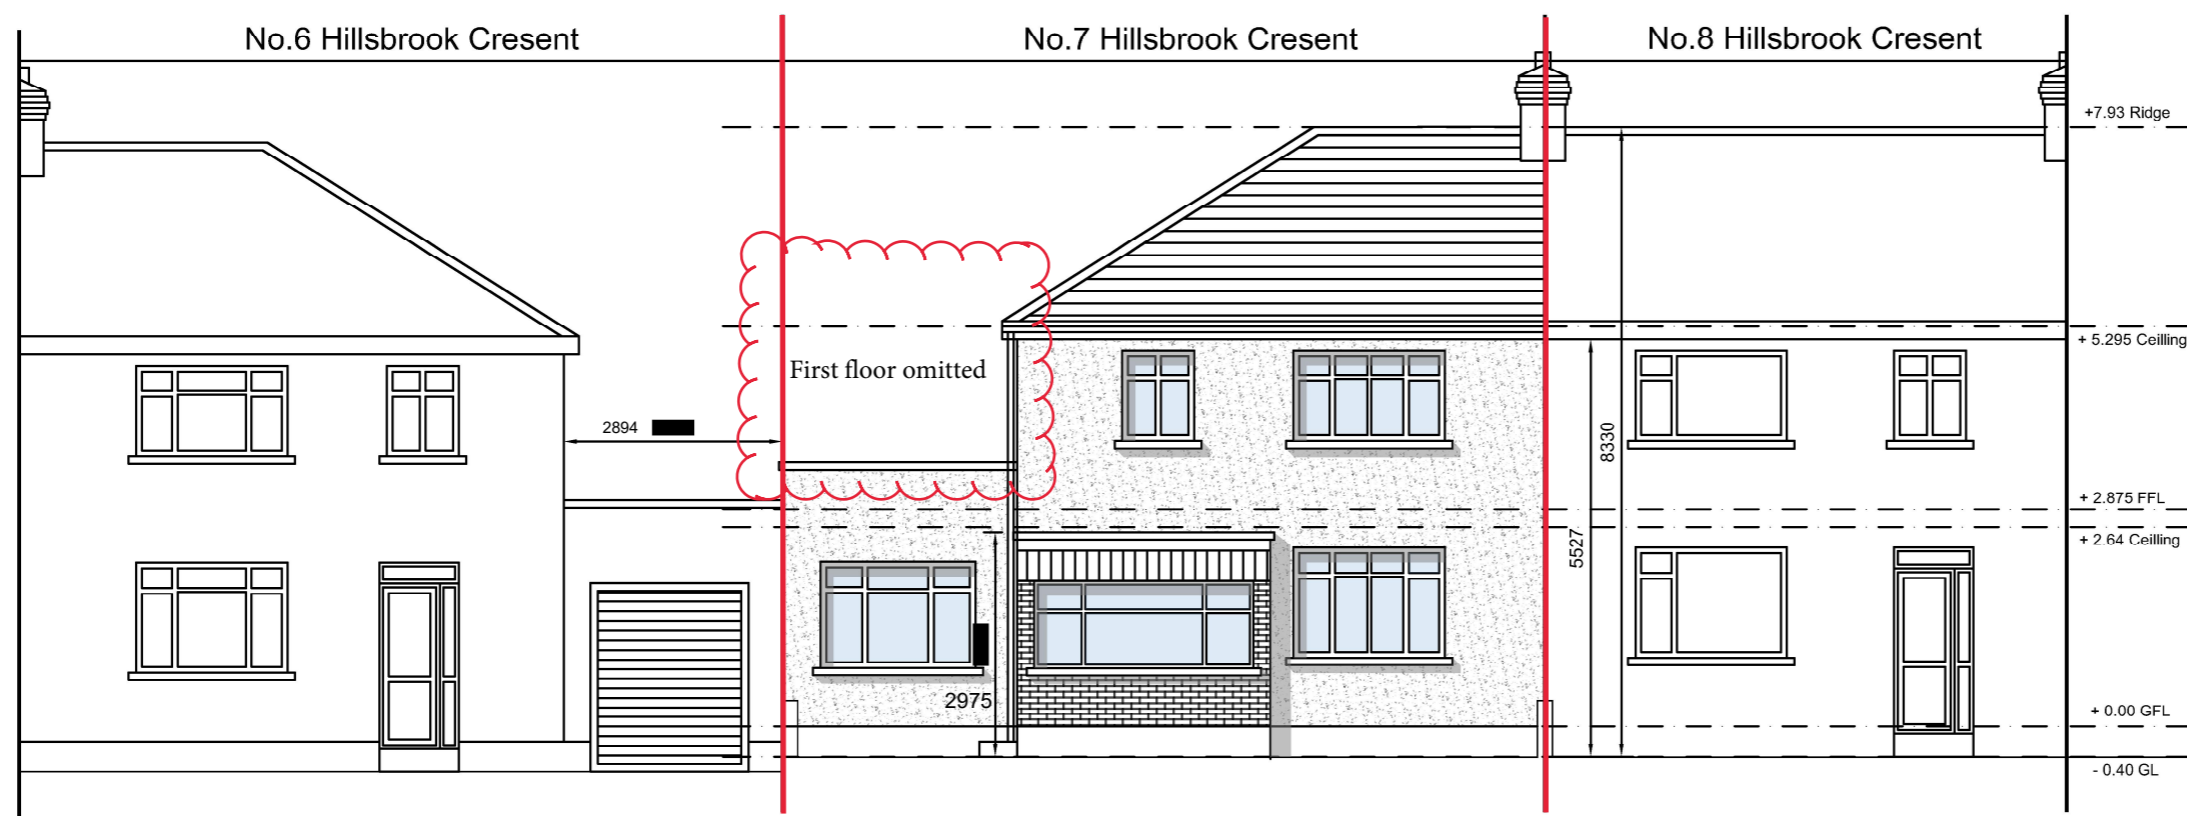 No.6 Hillsbrook Cresent
No.7 Hillsbrook Cresent
No.8 Hillsbrook Cresent
+7.93 Ridge
+ 5.295 Ceilling
First floor omitted
2894
8330
+ 2.875 FFL
5527
+ 2.64 Ceilling
2975
+ 0.00 GFL
- 0.40 GL